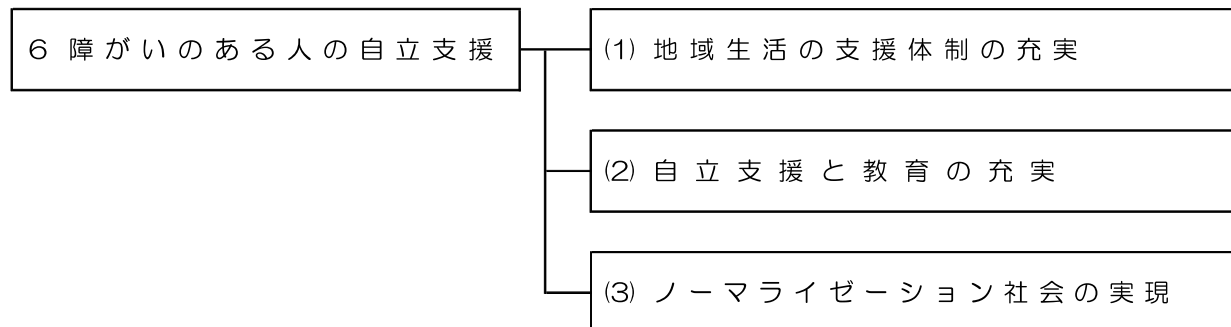 6 障がいのある人の自立支援
⑴ 地域生活の支援体制の充実
⑵ 自立支援と教育の充実
⑶ ノーマライゼーション社会の実現